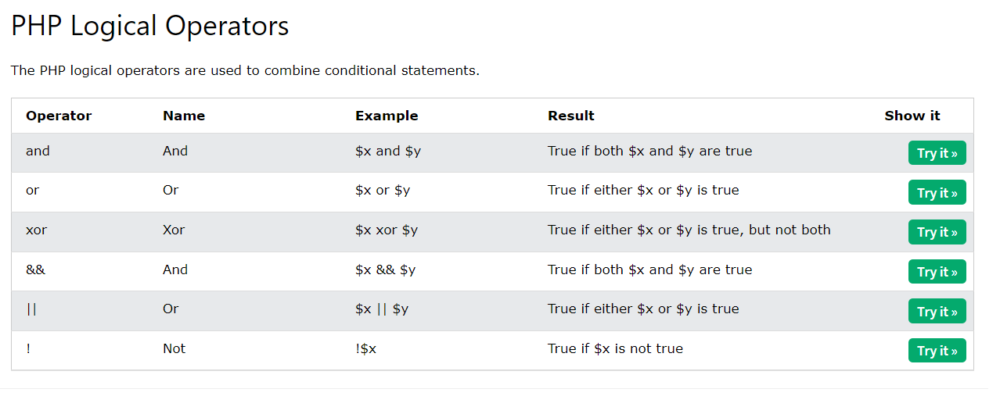 PHP Logical Operators
The PHP logical operators are used to combine conditional statements.
Operator Name Example Result Show it
and And $x and $y True if both $x and $y are true Try it »
or Or $x or $y True if either $x or $y is true Try it »
xor Xor $x xor $y True if either $x or $y is true, but not both Try it »
&& And $x && $y True if both $x and $y are true Try it »
|| Or $x || $y True if either $x or $y is true Try it »
! Not !$x True if $x is not true Try it »